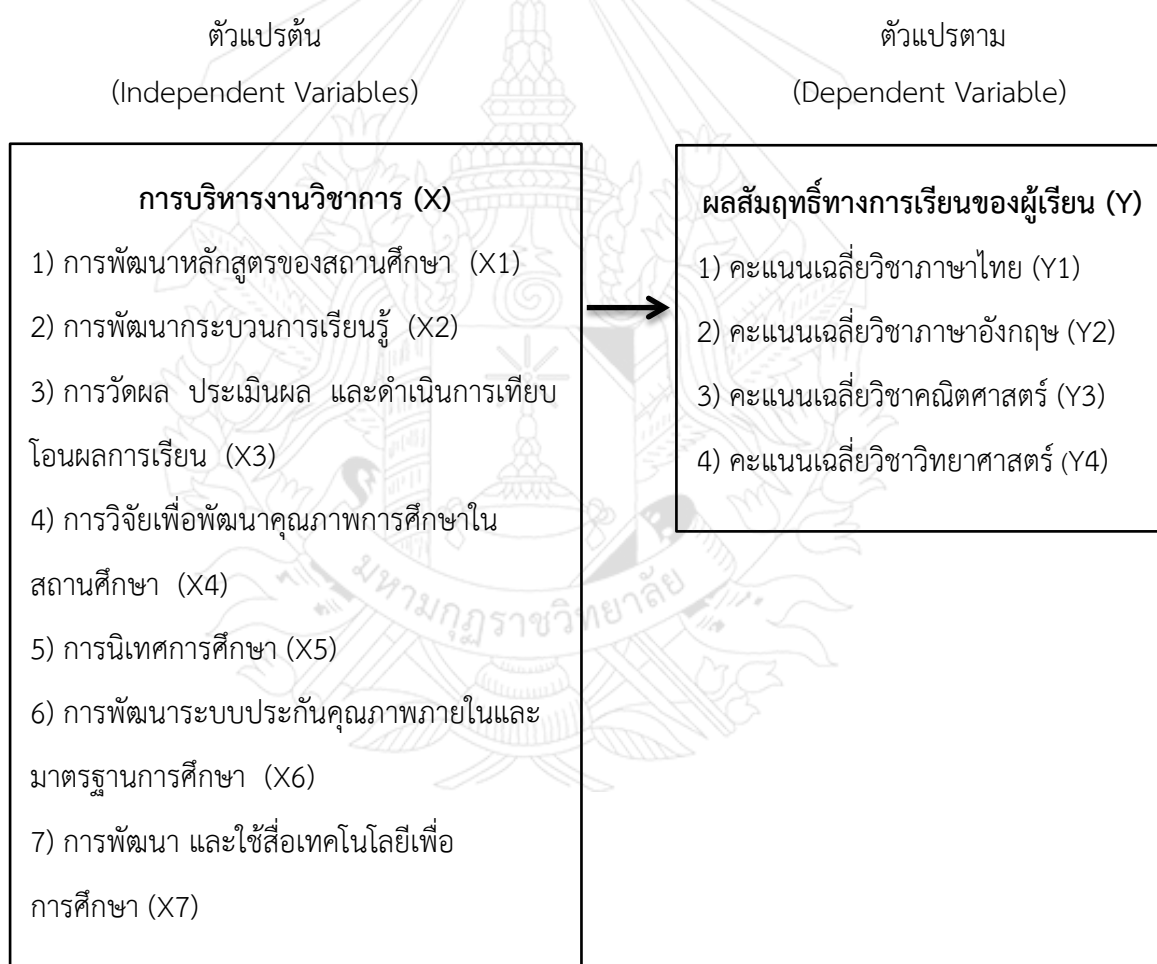 ตัวแปรต้น
(Independent Variables)
การบริหารงานวิชาการ (X)
1) การพัฒนาหลักสูตรของสถานศึกษา (X1)
2) การพัฒนากระบวนการเรียนรู้ (X2)
3) การวัดผล ประเมินผล และดำเนินการเทียบ
โอนผลการเรียน (X3)
4) การวิจัยเพื่อพัฒนาคุณภาพการศึกษาใน
สถานศึกษา (X4)
5) การนิเทศการศึกษา (X5)
6) การพัฒนาระบบประกันคุณภาพภายในและ
มาตรฐานการศึกษา (X6)
7) การพัฒนา และใช้สื่อเทคโนโลยีเพื่อ
การศึกษา (X7)
ตัวแปรตาม
(Dependent Variable)
ผลสัมฤทธิ์ทางการเรียนของผู้เรียน (Y)
1) คะแนนเฉลี่ยวิชาภาษาไทย (Y1)
2) คะแนนเฉลี่ยวิชาภาษาอังกฤษ (Y2)
3) คะแนนเฉลี่ยวิชาคณิตศาสตร์ (Y3)
4) คะแนนเฉลี่ยวิชาวิทยาศาสตร์ (Y4)
มหามกุฏราชวิทยาลัย